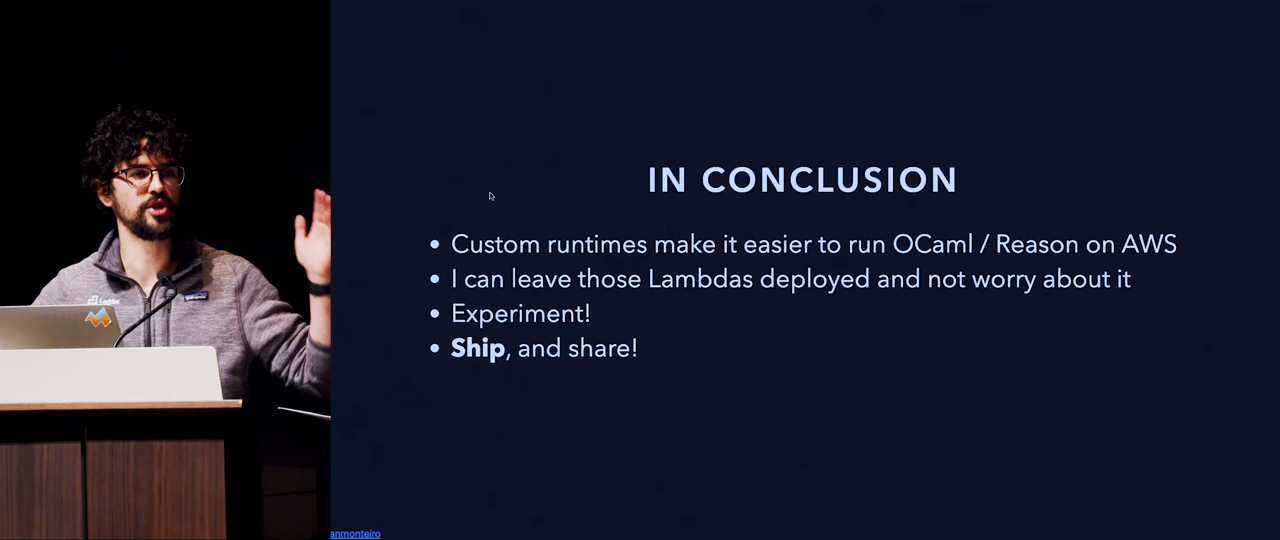 IN CONCLUSION
• Custom runtimes make it easier to run OCaml / Reason on AWS
• I can leave those Lambdas deployed and not worry about it
• Experiment!
• Ship, and share!
Ladder
anmonteiro